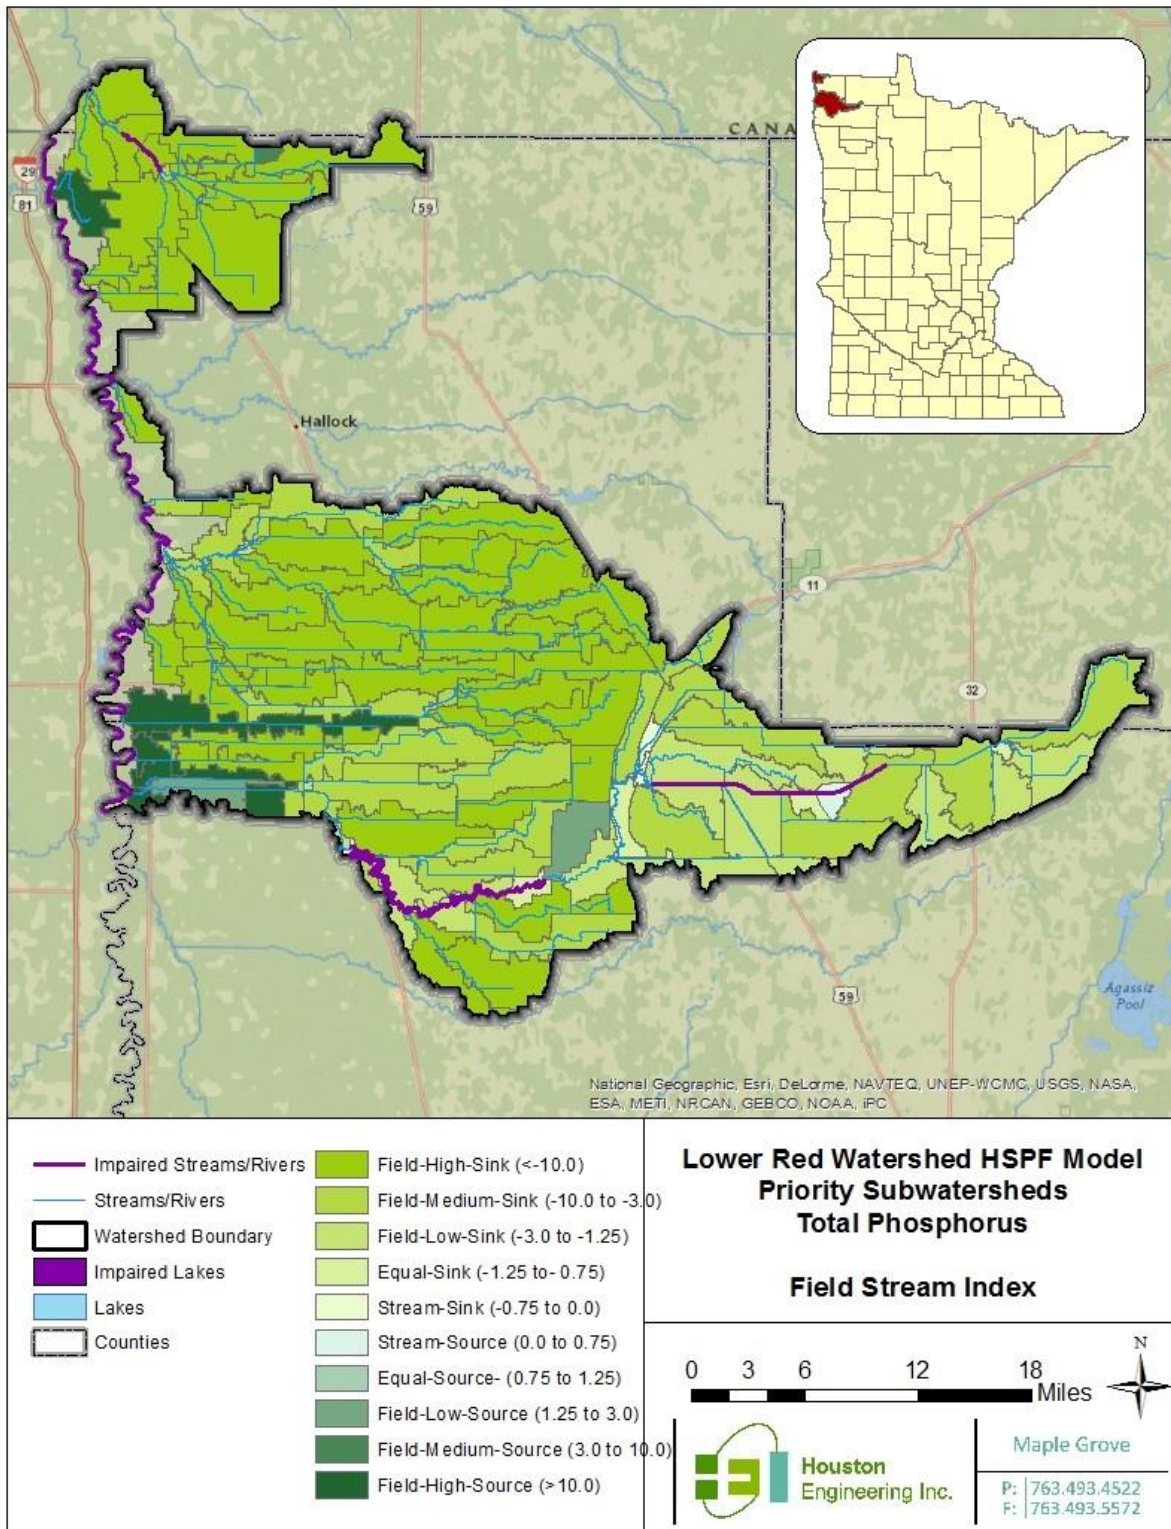 CANA
29
81
59
Hallock
11
32
59
Agassiz
Pool
National Geographic, Esri, DeLorme, NAVTEQ, UNEP-WCMC, USGS, NASA,
ESA, METI, NRCAN, GEBCO, NOAA, iPC
Impaired Streams/Rivers
Streams/Rivers
Watershed Boundary
Impaired Lakes
Lakes
Counties
Field-High-Sink (<-10.0)
Field-Medium-Sink (-10.0 to -3.0)
Field-Low-Sink (-3.0 to -1.25)
Equal-Sink (-1.25 to- 0.75)
Stream-Sink (-0.75 to 0.0)
Stream-Source (0.0 to 0.75)
Equal-Source- (0.75 to 1.25)
Field-Low-Source (1.25 to 3.0)
Field-Medium-Source (3.0 to 10.0)
Field-High-Source (>10.0)
Lower Red Watershed HSPF Model
Priority Subwatersheds
Total Phosphorus
Field Stream Index
0 3 6 12 18
Miles
N
Houston
Engineering Inc.
Maple Grove
P: 763.493.4522
F: 763.493.5572